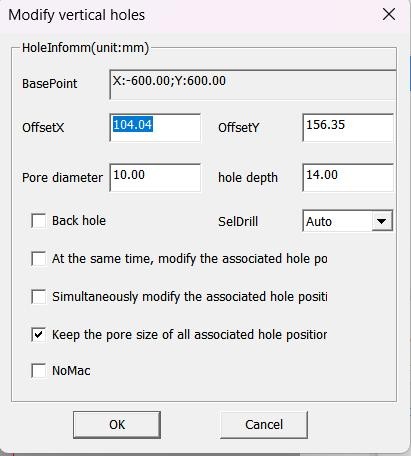 Modify vertical holes
HoleInfomm(unit:mm)
BasePoint X:-600.00;Y:600.00
OffsetX 104.04 OffsetY 156.35
Pore diameter 10.00 hole depth 14.00
Back hole SelDrill Auto
At the same time, modify the associated hole po
Simultaneously modify the associated hole positi
Keep the pore size of all associated hole position
NoMac
OK Cancel